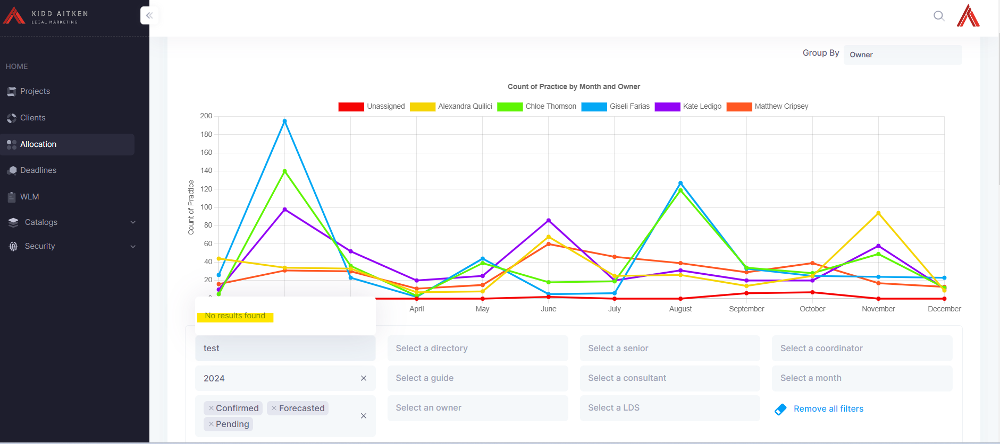 KIDD AITKEN
LEGAL MARKETING
HOME
Projects
Clients
Allocation
Deadlines
WLM
Catalogs
Security
Group By
Owner
Count of Practice by Month and Owner
Unassigned Alexandra Quilici Chloe Thomson Giseli Farias Kate Ledigo Matthew Cripsey
200
180
160
140
120
100
80
60
40
20
Count of Practice
April May June July August September October November December
No results found
test Select a directory Select a senior Select a coordinator
2024 Select a guide Select a consultant Select a month
Confirmed Forecasted Select an owner Select a LDS Remove all filters
Pending